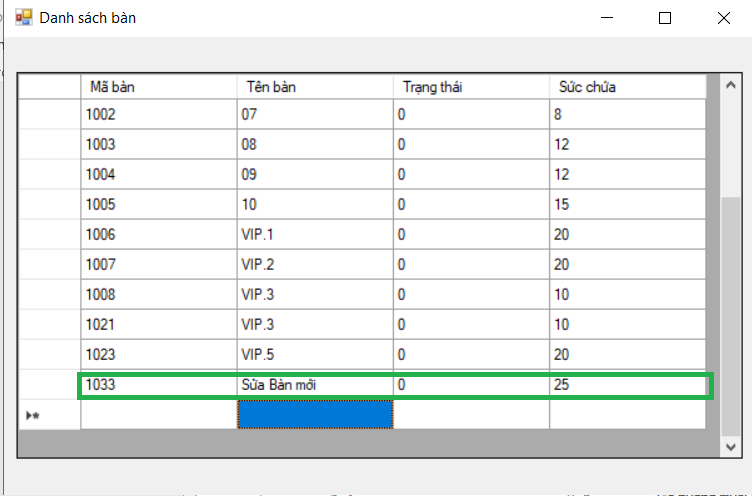 Danh sách bàn
Mã bàn Tên bàn Trạng thái Sức chứa
1002 07 0 8
1003 08 0 12
1004 09 0 12
1005 10 0 15
1006 VIP.1 0 20
1007 VIP.2 0 20
1008 VIP.3 0 10
1021 VIP.3 0 10
1023 VIP.5 0 20
1033 Sửa Bàn mới 0 25